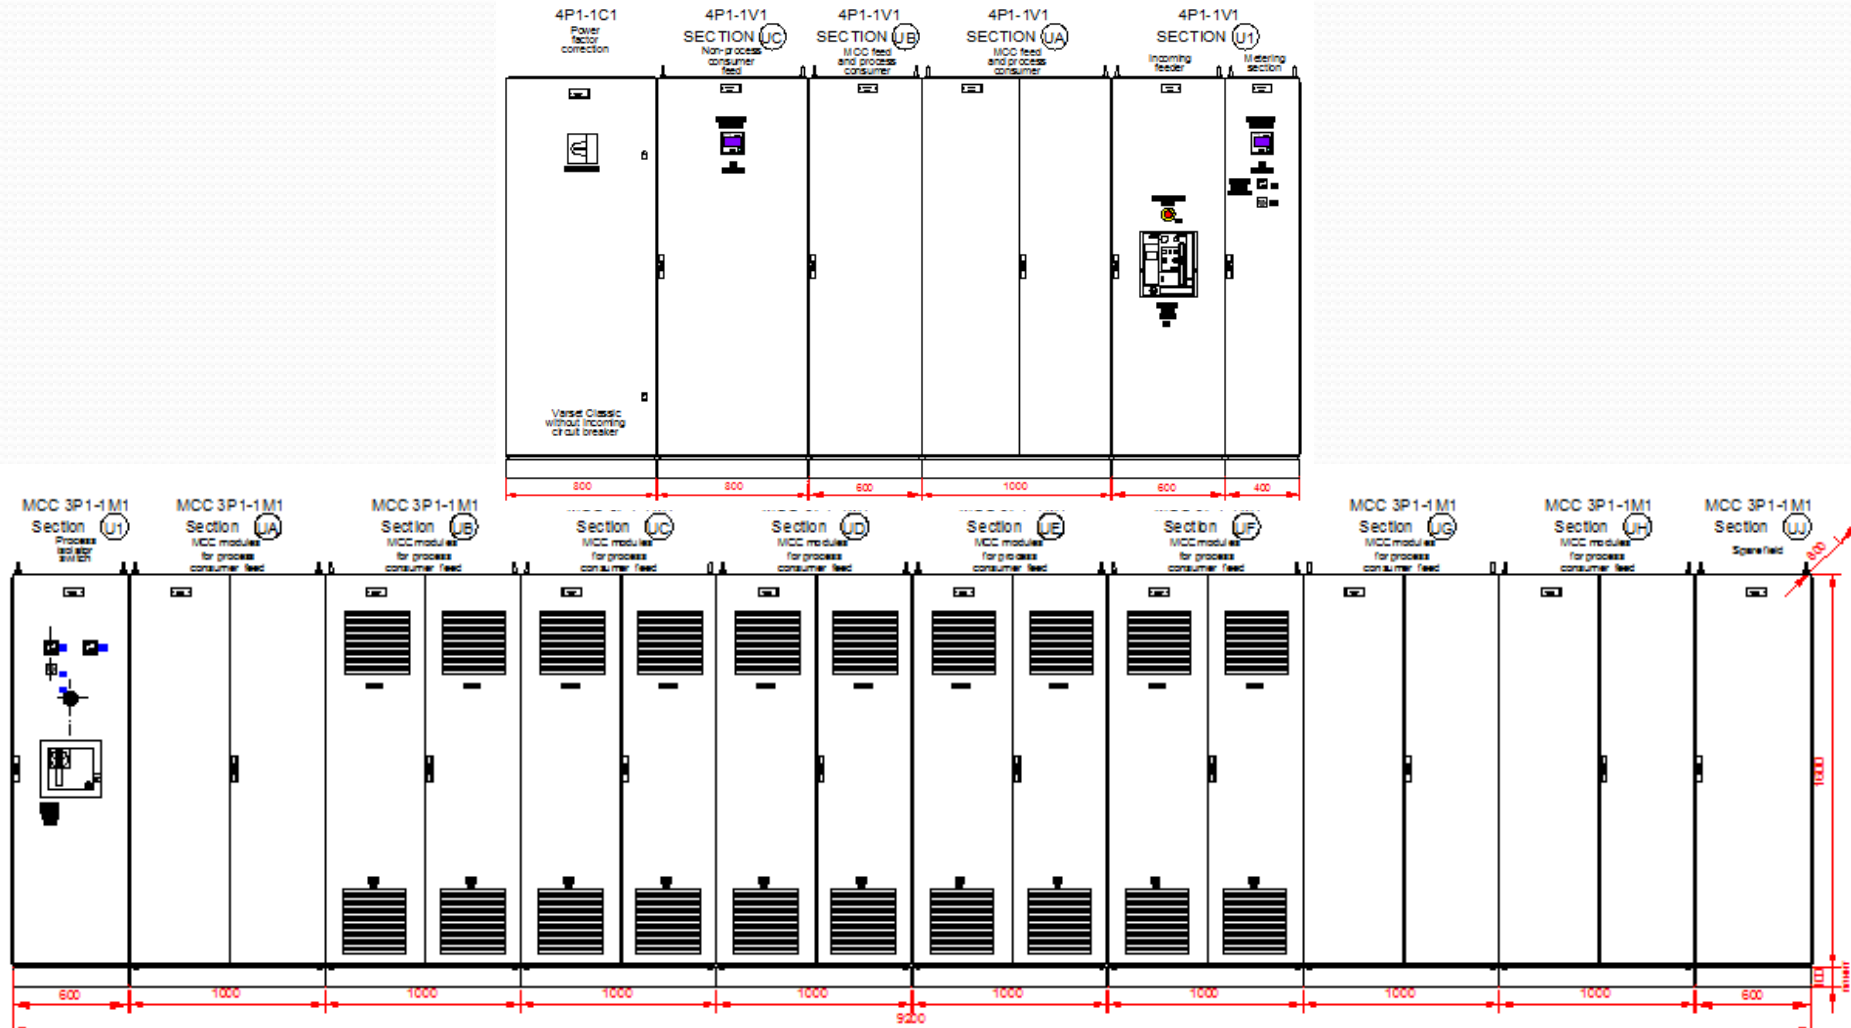 4P1-1C1
Power
factor
correction
4P1-1V1
SECTION UC
Non-process
consumer
feed
4P1-1V1
SECTION UB
MCC feed
and process
consumer
4P1-1V1
SECTION UA
MCC feed
and process
consumer
4P1-1V1
SECTION U1
Incoming
feeder
Metering
section
Varset Classic
without incoming
circuit breaker
800
800
600
1000
600
400
MCC 3P1-1M1
Section U1
Process
isolator
switch
MCC 3P1-1M1
Section UA
MCC modules
for process
consumer feed
MCC 3P1-1M1
Section UB
MCC modules
for process
consumer feed
Section UC
MCC modules
for process
consumer feed
Section UD
MCC modules
for process
consumer feed
Section UE
MCC modules
for process
consumer feed
Section UF
MCC modules
for process
consumer feed
MCC 3P1-1M1
Section UG
MCC modules
for process
consumer feed
MCC 3P1-1M1
Section UH
MCC modules
for process
consumer feed
MCC 3P1-1M1
Section UJ
Spare field
600
1000
1000
1000
1000
1000
1000
1000
1000
600
9200